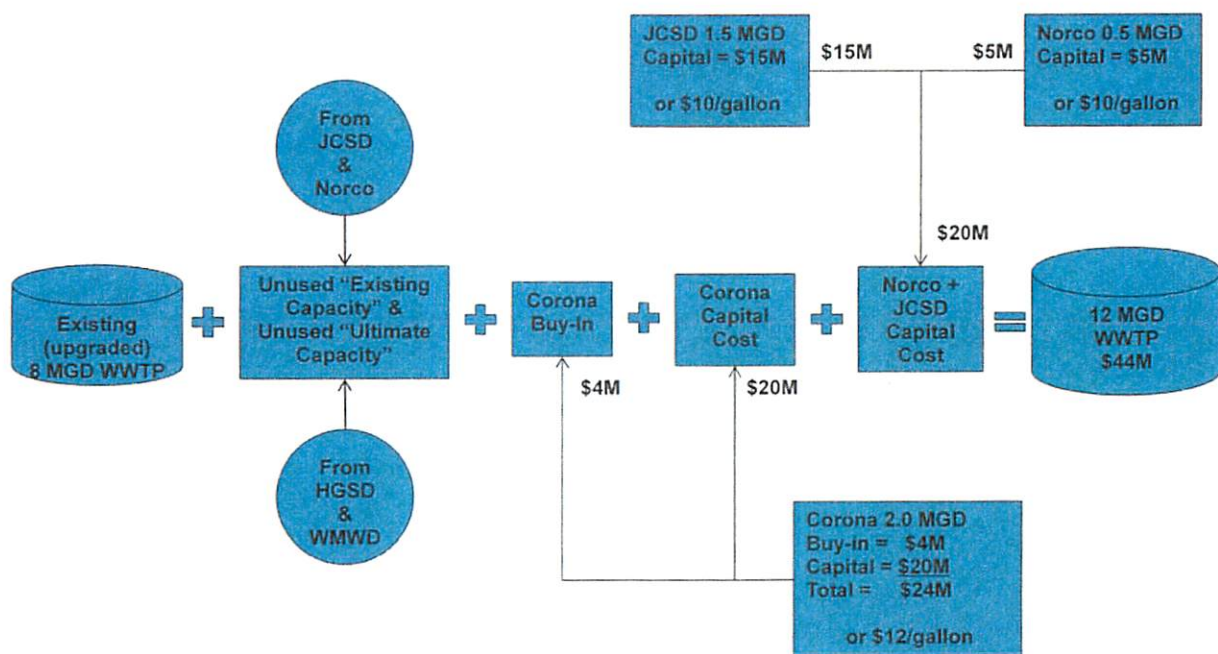 JCSD 1.5 MGD
Capital = $15M
or $10/gallon
$15M
$5M
Norco 0.5 MGD
Capital = $5M
or $10/gallon
From
JCSD
&
Norco
$20M
Existing
(upgraded)
8 MGD WWTP
Unused “Existing
Capacity” &
Unused “Ultimate
Capacity”
Corona
Buy-In
Corona
Capital
Cost
Norco +
JCSD
Capital
Cost
12 MGD
WWTP
$44M
$4M
$20M
From
HGSD
&
WMWD
Corona 2.0 MGD
Buy-in = $4M
Capital = $20M
Total = $24M
or $12/gallon